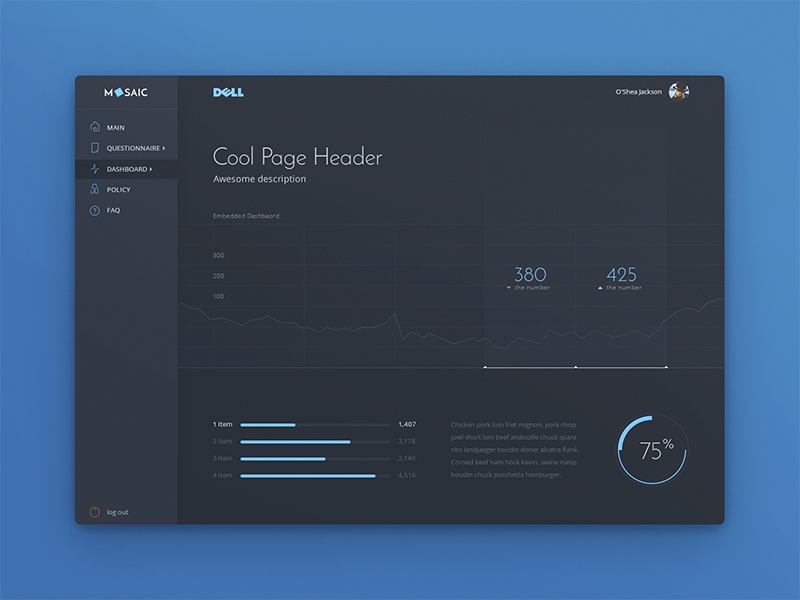 MOSAIC
DELL
O'Shea Jackson
MAIN
QUESTIONNAIRE
DASHBOARD
POLICY
FAQ
log out
Cool Page Header
Awesome description
Embedded Dashbaord
300
200
100
380
the number
425
the number
1 Item 1,407
2 Item 3,178
3 Item 2,140
4 Item 4,516
Chicken pork loin filet mignon, pork chop
jowl short loin beef andouille chuck spare
ribs landjaeger boudin doner alcatra flank.
Corned beef ham hock kevin, swine rump
boudin chuck porchetta hamburger.
75%